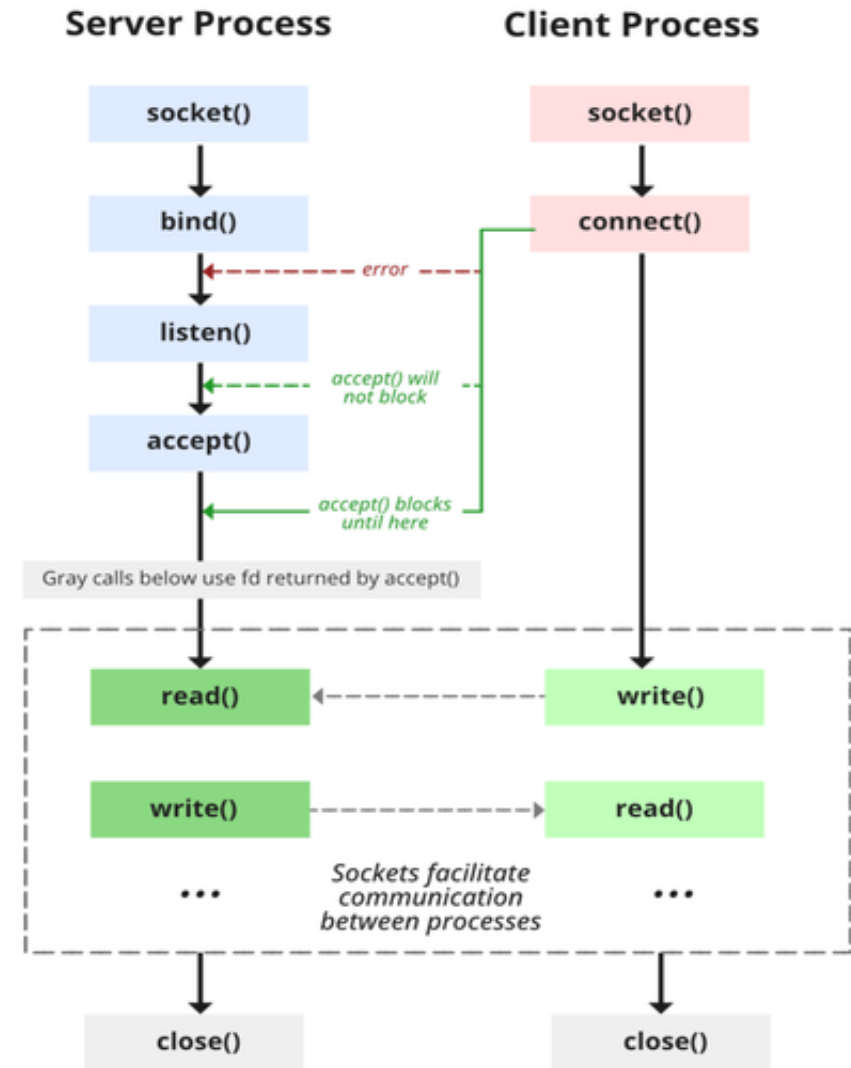 Server Process
Client Process
socket()
socket()
bind()
connect()
error
listen()
accept() will
not block
accept()
accept() blocks
until here
Gray calls below use fd returned by accept()
read()
write()
write()
read()
...
Sockets facilitate
communication
between processes
...
close()
close()